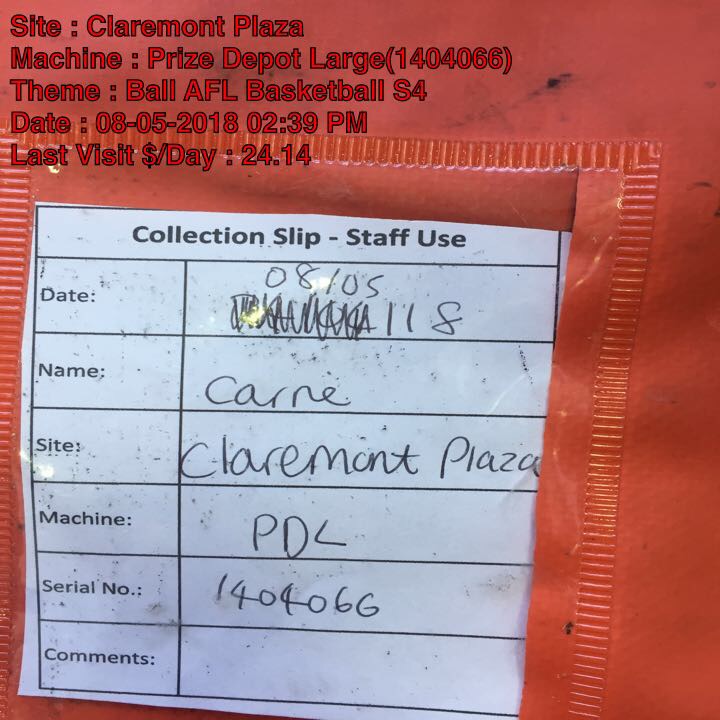 Site : Claremont Plaza
Machine : Prize Depot Large(1404066)
Theme : Ball AFL Basketball S4
Date : 08-05-2018 02:39 PM
Last Visit $/Day : 24.14
Collection Slip - Staff Use
Date: 08/05
118
Name: Carne
Site: Claremont Plaza
Machine: PDL
Serial No.: 1404066
Comments: